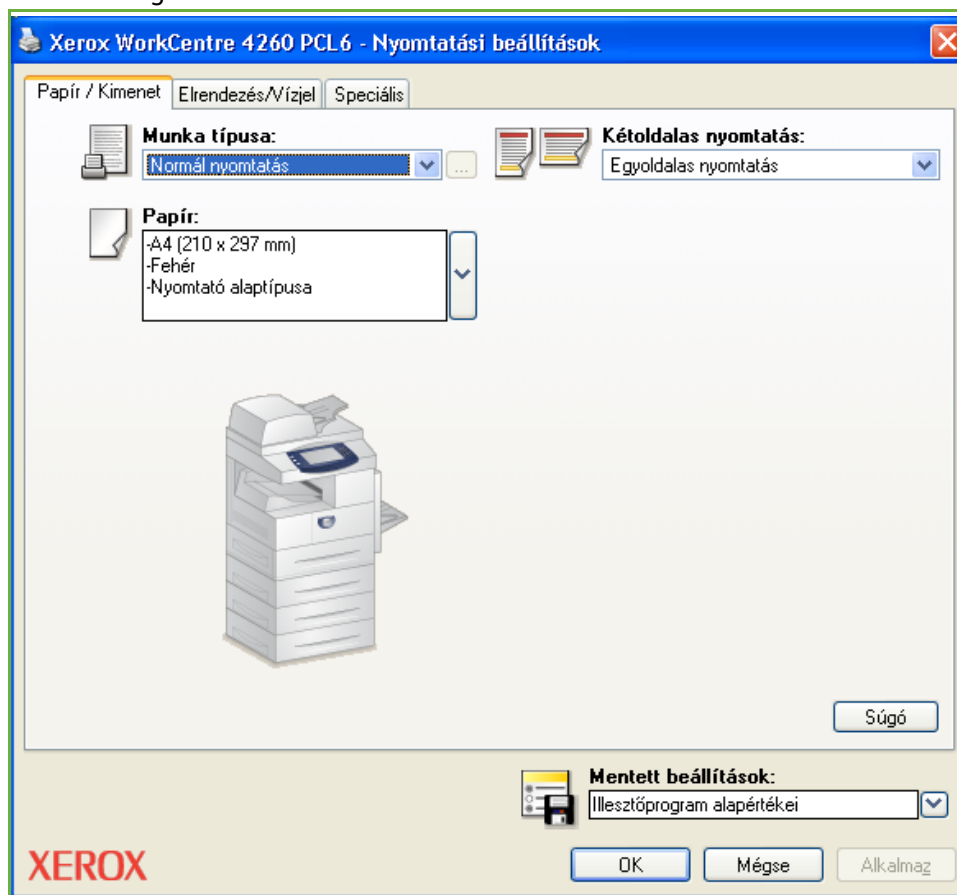 Xerox WorkCentre 4260 PCL6 - Nyomtatási beállítások
Papír / Kimenet Elrendezés/Vízjel Speciális
Munka típusa: Kétoldalas nyomtatás:
Normál nyomtatás ... Egyoldalas nyomtatás
Papír:
-A4 (210 x 297 mm)
-Fehér
-Nyomtató alaptípusa
Súgó
Mentett beállítások:
Illesztőprogram alapértékei
XEROX OK Mégse Alkalmaz